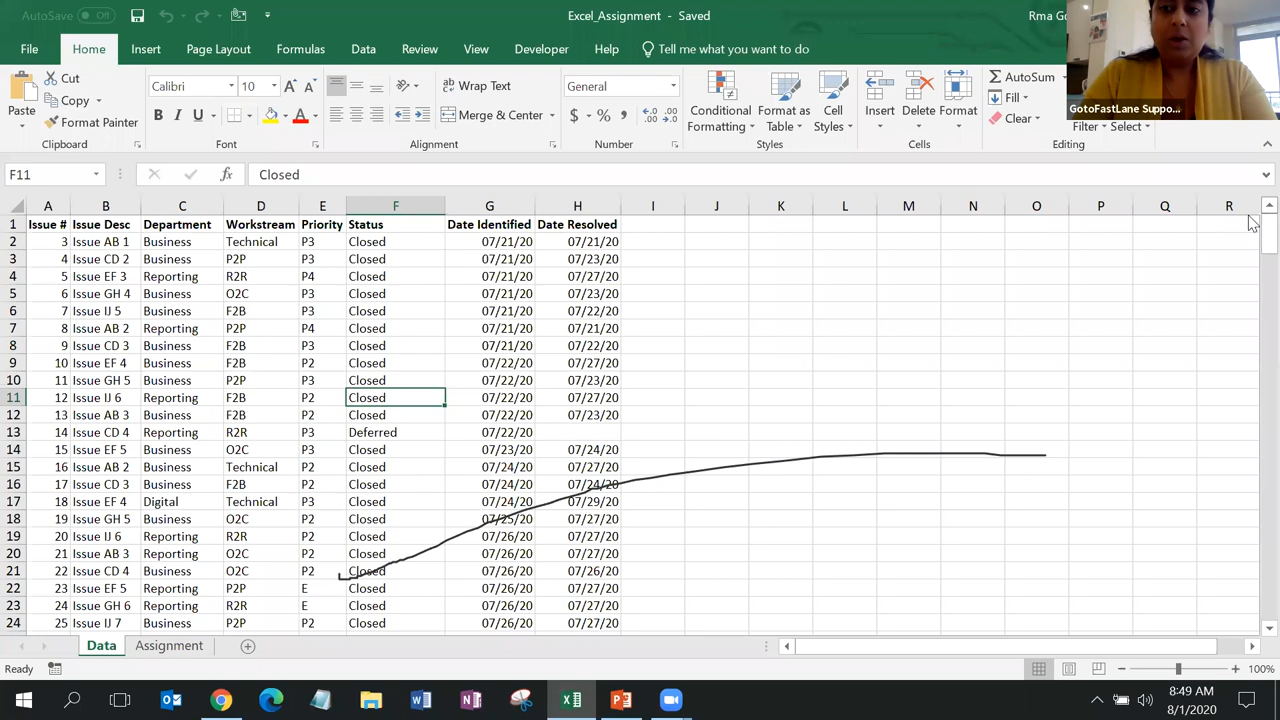 AutoSave Off Excel_Assignment - Saved Rma Go
File Home Insert Page Layout Formulas Data Review View Developer Help Tell me what you want to do
Paste Cut Copy Format Painter Clipboard
Calibri 10 A A B I U A Font
ab Wrap Text Merge & Center Alignment
General $ % , .00 Number
Conditional Formatting Format as Table Cell Styles Styles
Insert Delete Format Cells
AutoSum Fill Clear Filter Select Editing
GotoFastLane Suppo...
F11 fx Closed
A B C D E F G H I J K L M N O P Q R
1 Issue # Issue Desc Department Workstream Priority Status Date Identified Date Resolved
2 3 Issue AB 1 Business Technical P3 Closed 07/21/20 07/21/20
3 4 Issue CD 2 Business P2P P3 Closed 07/21/20 07/23/20
4 5 Issue EF 3 Reporting R2R P4 Closed 07/21/20 07/27/20
5 6 Issue GH 4 Business O2C P3 Closed 07/21/20 07/23/20
6 7 Issue IJ 5 Business F2B P3 Closed 07/21/20 07/22/20
7 8 Issue AB 2 Reporting P2P P4 Closed 07/21/20 07/21/20
8 9 Issue CD 3 Business F2B P3 Closed 07/21/20 07/22/20
9 10 Issue EF 4 Business F2B P2 Closed 07/22/20 07/27/20
10 11 Issue GH 5 Business P2P P3 Closed 07/22/20 07/23/20
11 12 Issue IJ 6 Reporting F2B P2 Closed 07/22/20 07/27/20
12 13 Issue AB 3 Business F2B P2 Closed 07/22/20 07/23/20
13 14 Issue CD 4 Reporting R2R P3 Deferred 07/22/20
14 15 Issue EF 5 Business O2C P3 Closed 07/23/20 07/24/20
15 16 Issue AB 2 Business Technical P2 Closed 07/24/20 07/27/20
16 17 Issue CD 3 Business F2B P2 Closed 07/24/20 07/24/20
17 18 Issue EF 4 Digital Technical P3 Closed 07/24/20 07/29/20
18 19 Issue GH 5 Business O2C P2 Closed 07/25/20 07/27/20
19 20 Issue IJ 6 Reporting R2R P2 Closed 07/26/20 07/27/20
20 21 Issue AB 3 Reporting O2C P2 Closed 07/26/20 07/27/20
21 22 Issue CD 4 Business O2C P2 Closed 07/26/20 07/26/20
22 23 Issue EF 5 Reporting P2P E Closed 07/26/20 07/27/20
23 24 Issue GH 6 Reporting R2R E Closed 07/26/20 07/27/20
24 25 Issue IJ 7 Business P2P P2 Closed 07/26/20 07/27/20
Data Assignment
Ready 100%
8:49 AM
8/1/2020